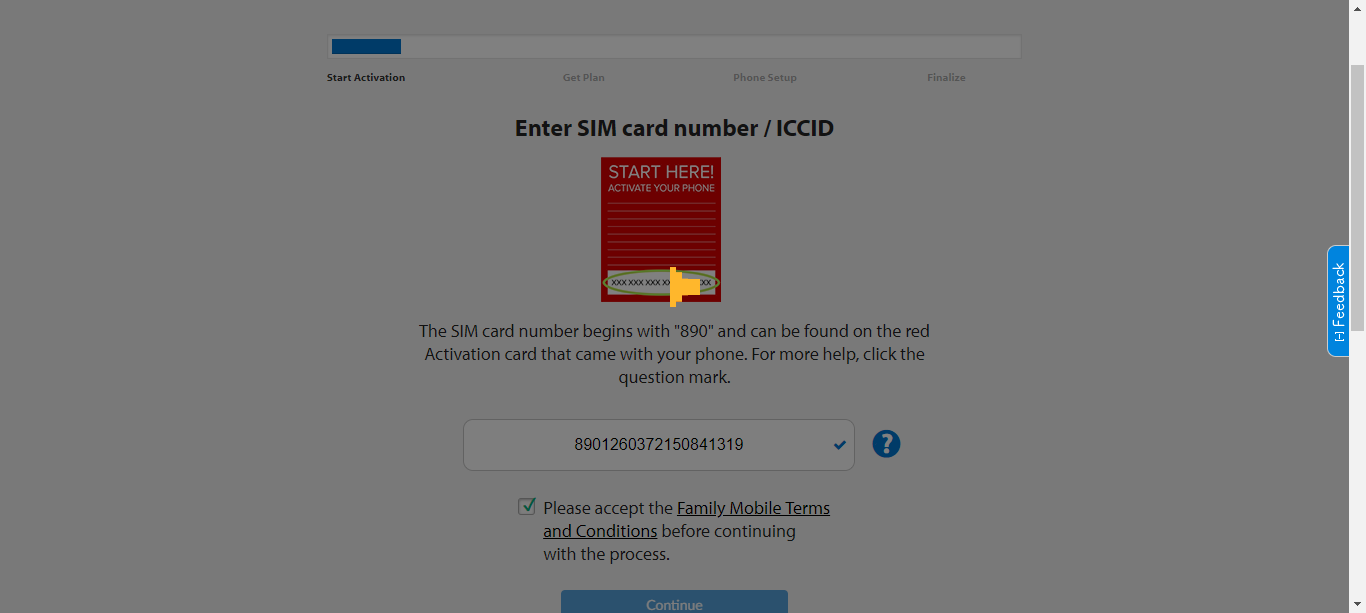 Start Activation
Get Plan
Phone Setup
Finalize
Enter SIM card number / ICCID
START HERE!
ACTIVATE YOUR PHONE
XXX XXX XXX XX XX
The SIM card number begins with "890" and can be found on the red
Activation card that came with your phone. For more help, click the
question mark.
8901260372150841319
?
Please accept the Family Mobile Terms
and Conditions before continuing
with the process.
Continue
[-] Feedback